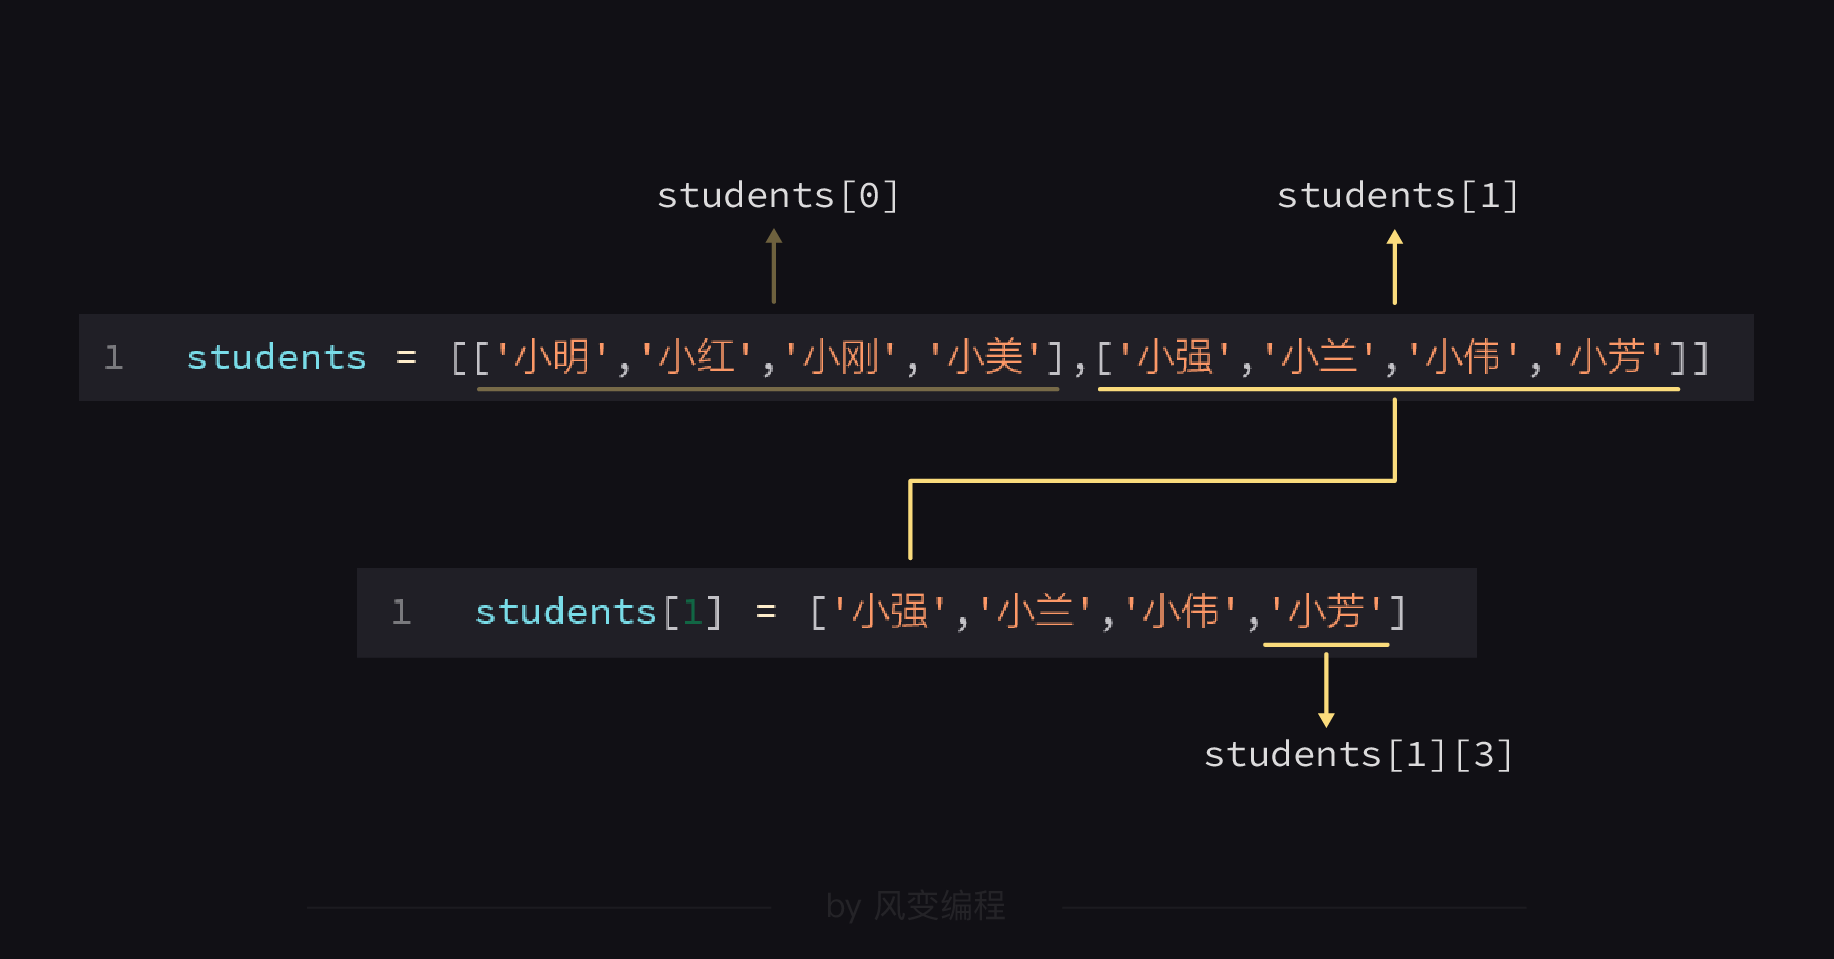 students[0] students[1]
1 students = [['小明','小红','小刚','小美'],['小强','小兰','小伟','小芳']]
1 students[1] = ['小强','小兰','小伟','小芳']
students[1][3]
by 风变编程